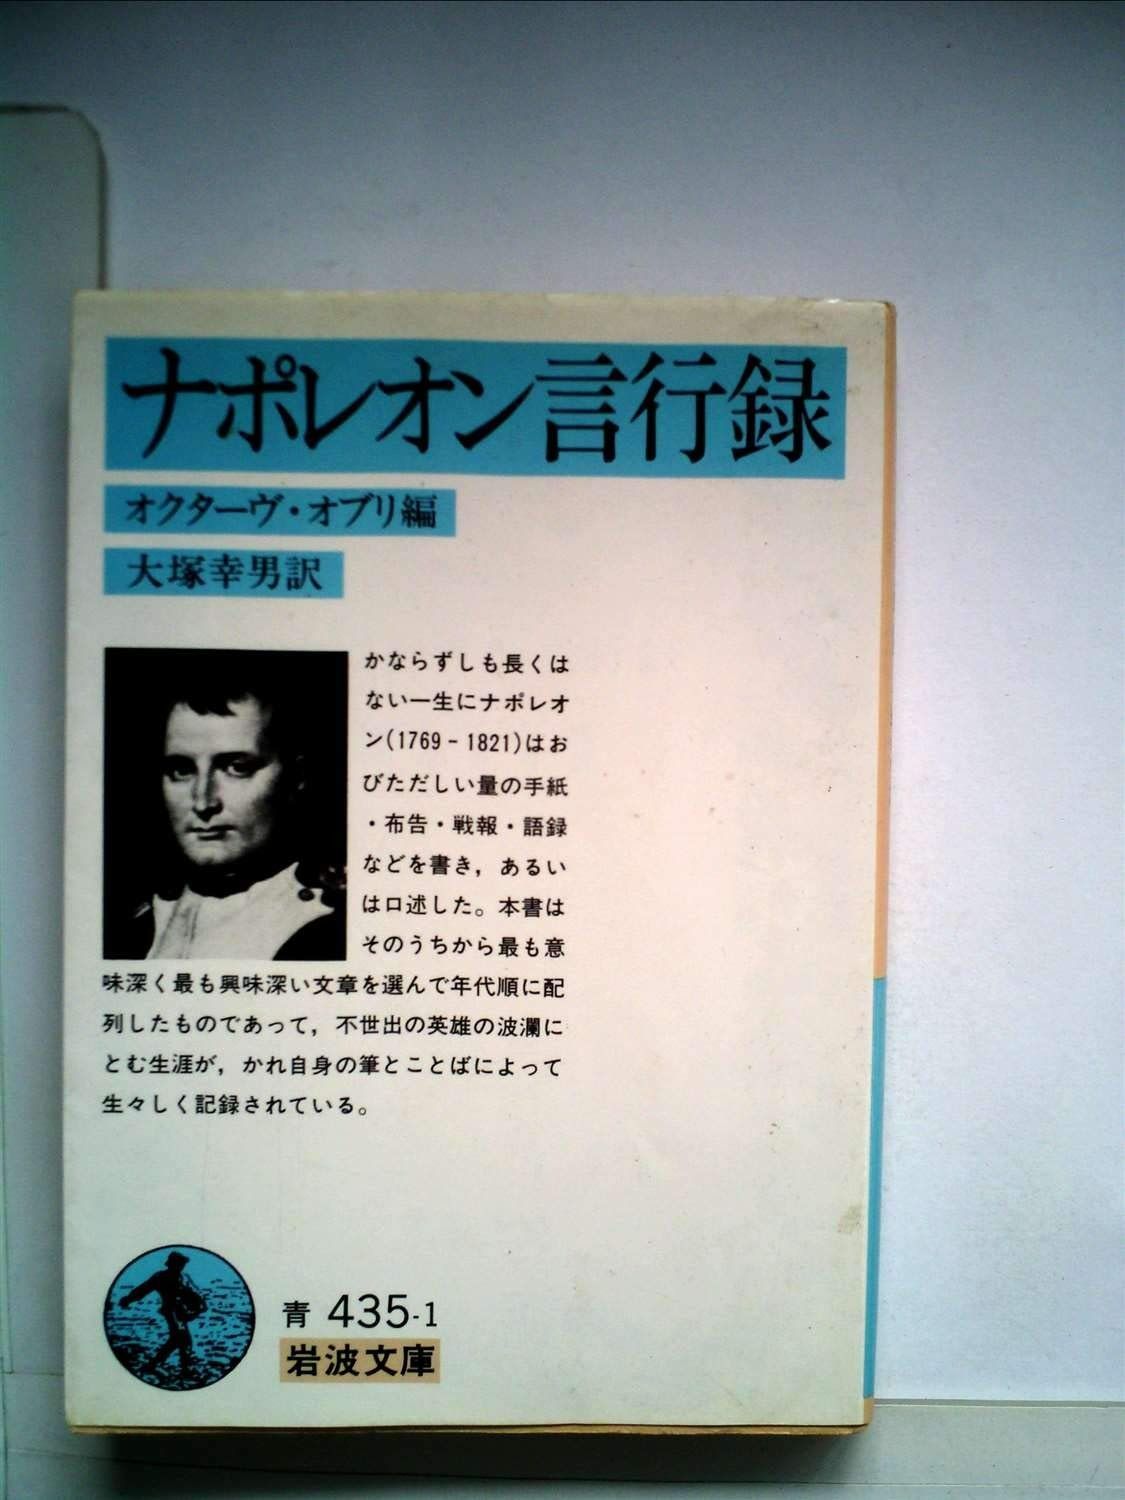 ナポレオン言行録
オクターヴ・オブリ編
大塚幸男訳
かならずしも長くは
ない一生にナポレオ
ン(1769－1821)はお
びただしい量の手紙
・布告・戦報・語録
などを書き，あるい
は口述した。本書は
そのうちから最も意
味深く最も興味深い文章を選んで年代順に配
列したものであって，不世出の英雄の波瀾に
とむ生涯が，かれ自身の筆とことばによって
生々しく記録されている。
青 435-1
岩波文庫